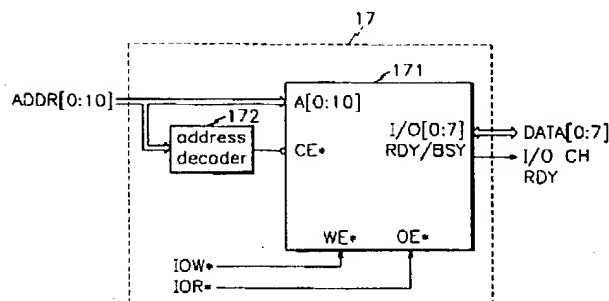 17
171
ADDR[0:10]
A[0:10]
172
address
decoder
CE*
I/O[0:7]
RDY/BSY
DATA[0:7]
I/O CH
RDY
WE*
OE*
IOW*
IOR*